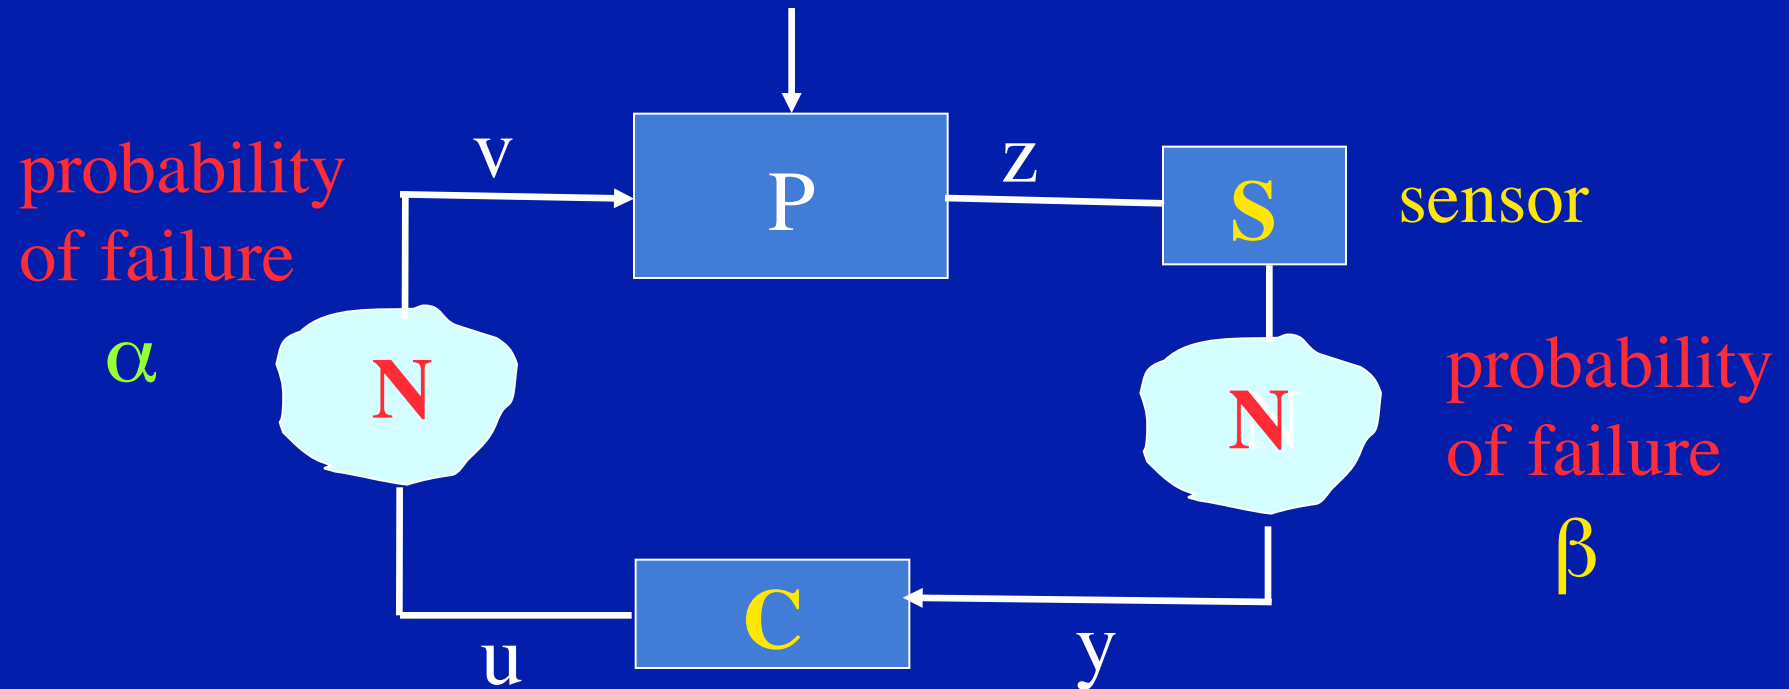 probability
of failure
α
v
P
z
S
sensor
N
N
probability
of failure
β
C
u
y